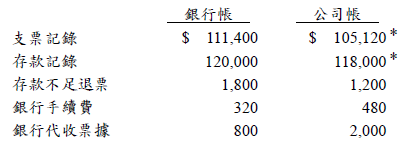 銀行帳 公司帳
支票記錄 $ 111,400 $ 105,120*
存款記錄 120,000 118,000*
存款不足退票 1,800 1,200
銀行手續費 320 480
銀行代收票據 800 2,000